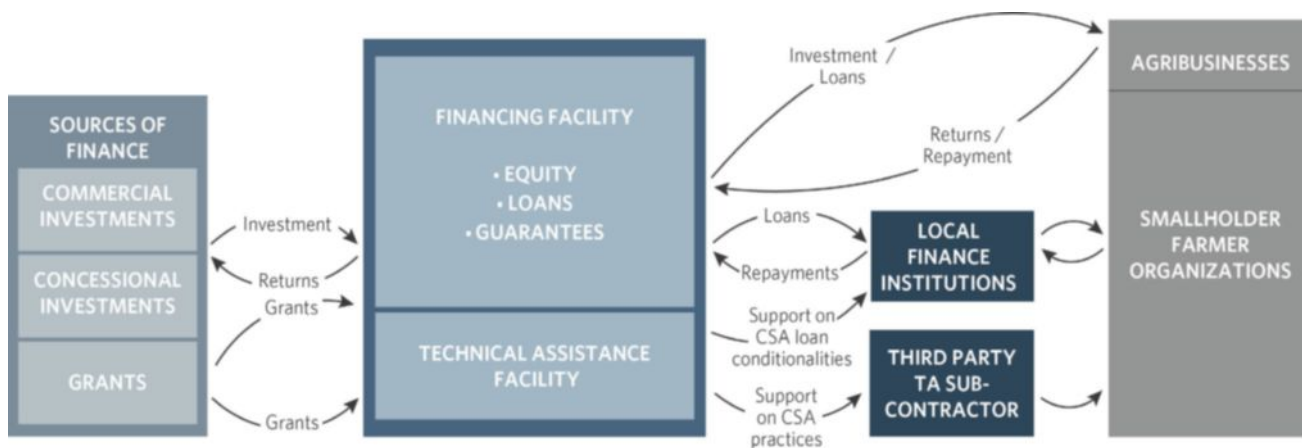 SOURCES OF
FINANCE
COMMERCIAL
INVESTMENTS
CONCESSIONAL
INVESTMENTS
GRANTS
Investment
Returns
Grants
Grants
FINANCING FACILITY
• EQUITY
• LOANS
• GUARANTEES
TECHNICAL ASSISTANCE
FACILITY
Investment /
Loans
Returns /
Repayment
Loans
Repayments
Support on
CSA loan
conditionalities
Support
on CSA
practices
LOCAL
FINANCE
INSTITUTIONS
THIRD PARTY
TA SUB-
CONTRACTOR
AGRIBUSINESSES
SMALLHOLDER
FARMER
ORGANIZATIONS